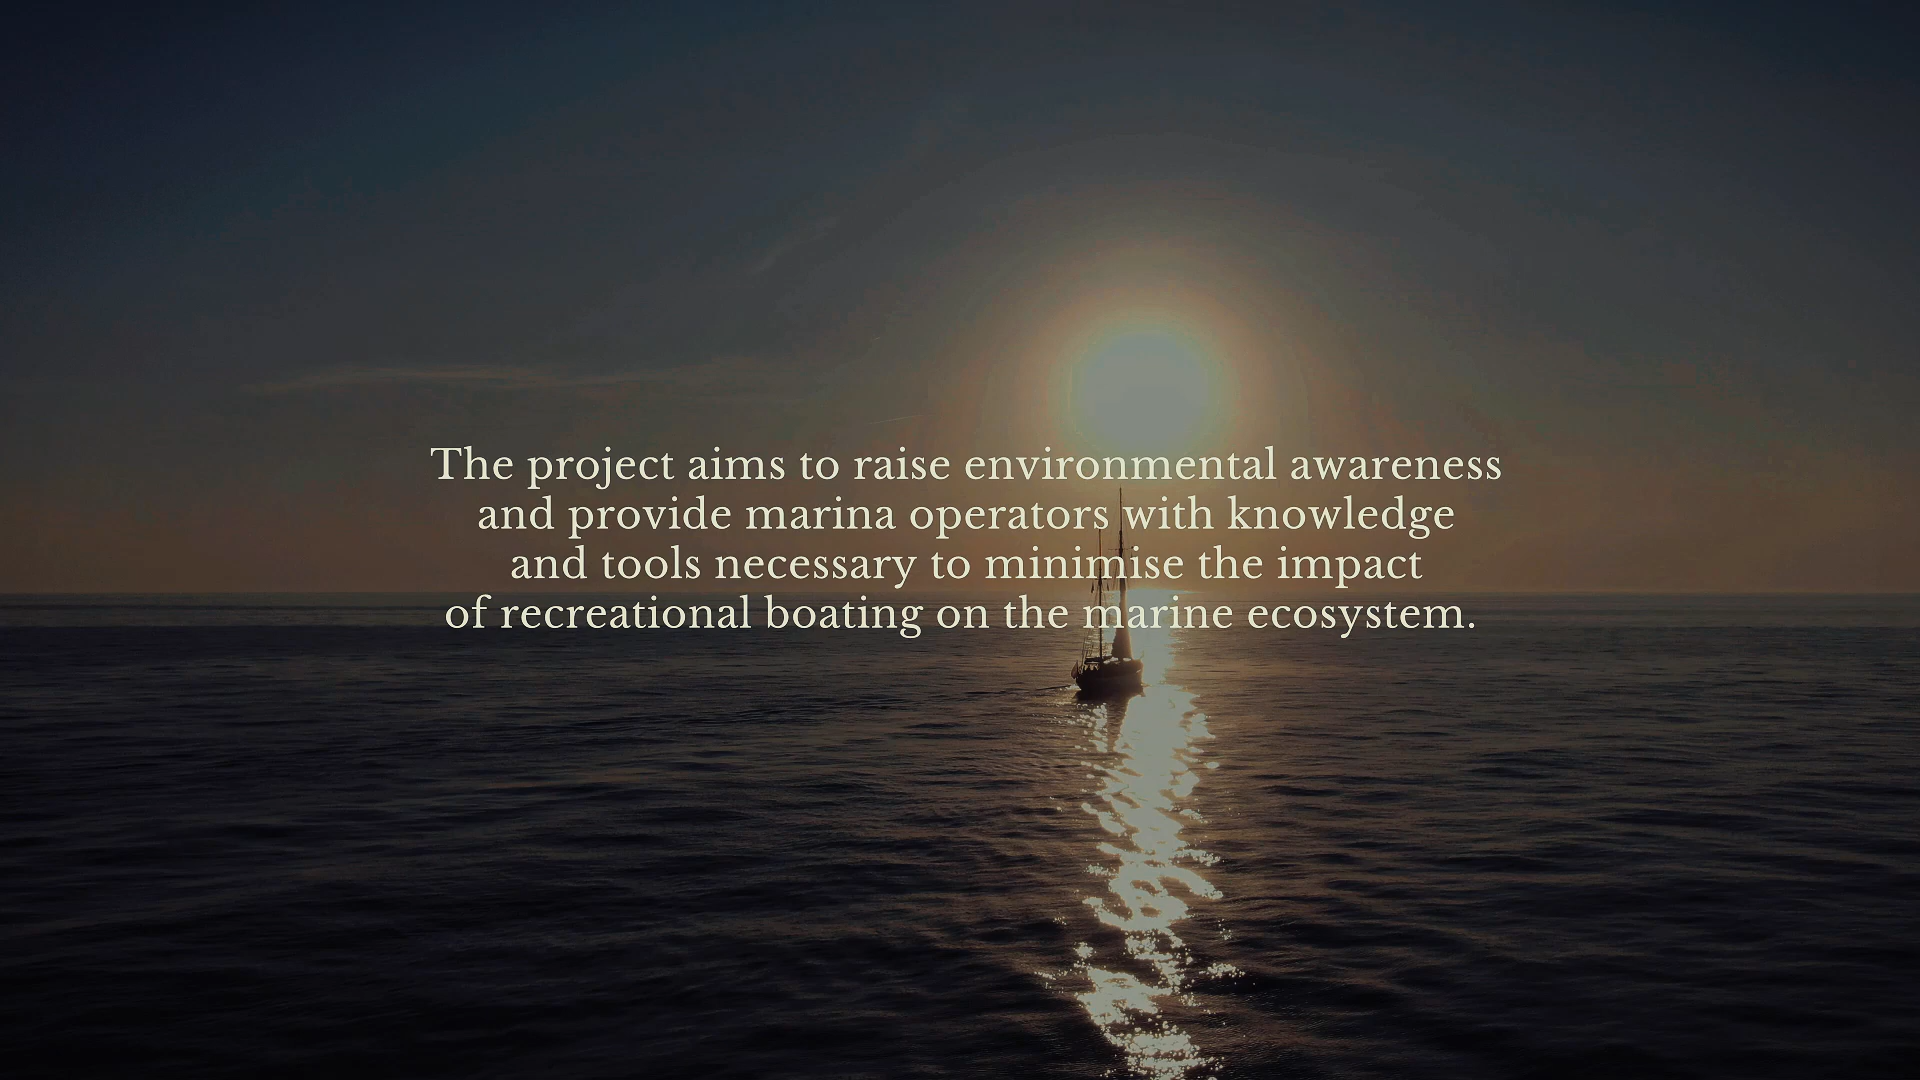 The project aims to raise environmental awareness
and provide marina operators with knowledge
and tools necessary to minimise the impact
of recreational boating on the marine ecosystem.